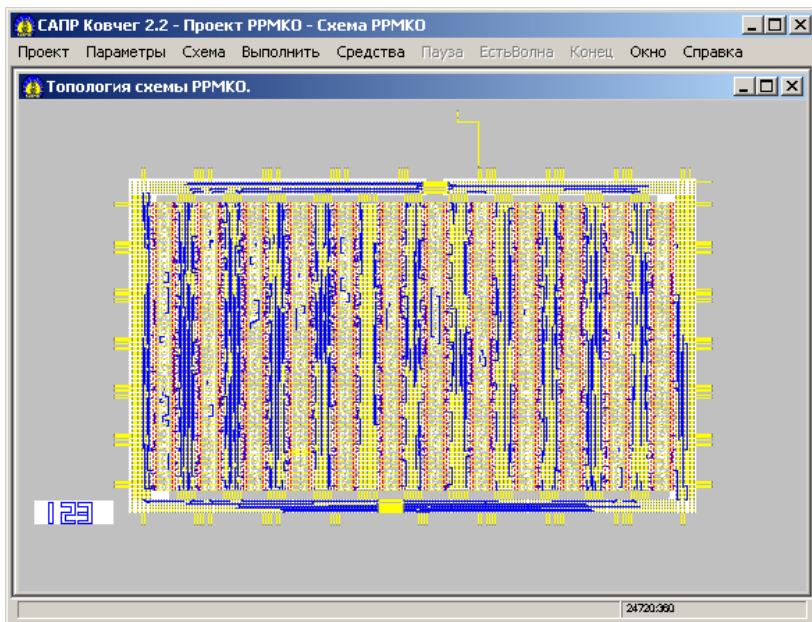 САПР Ковчег 2.2 - Проект РРМКО - Схема РРМКО
Проект Параметры Схема Выполнить Средства Пауза ЕстьВолна Конец Окно Справка
Топология схемы РРМКО.
123
24720:360